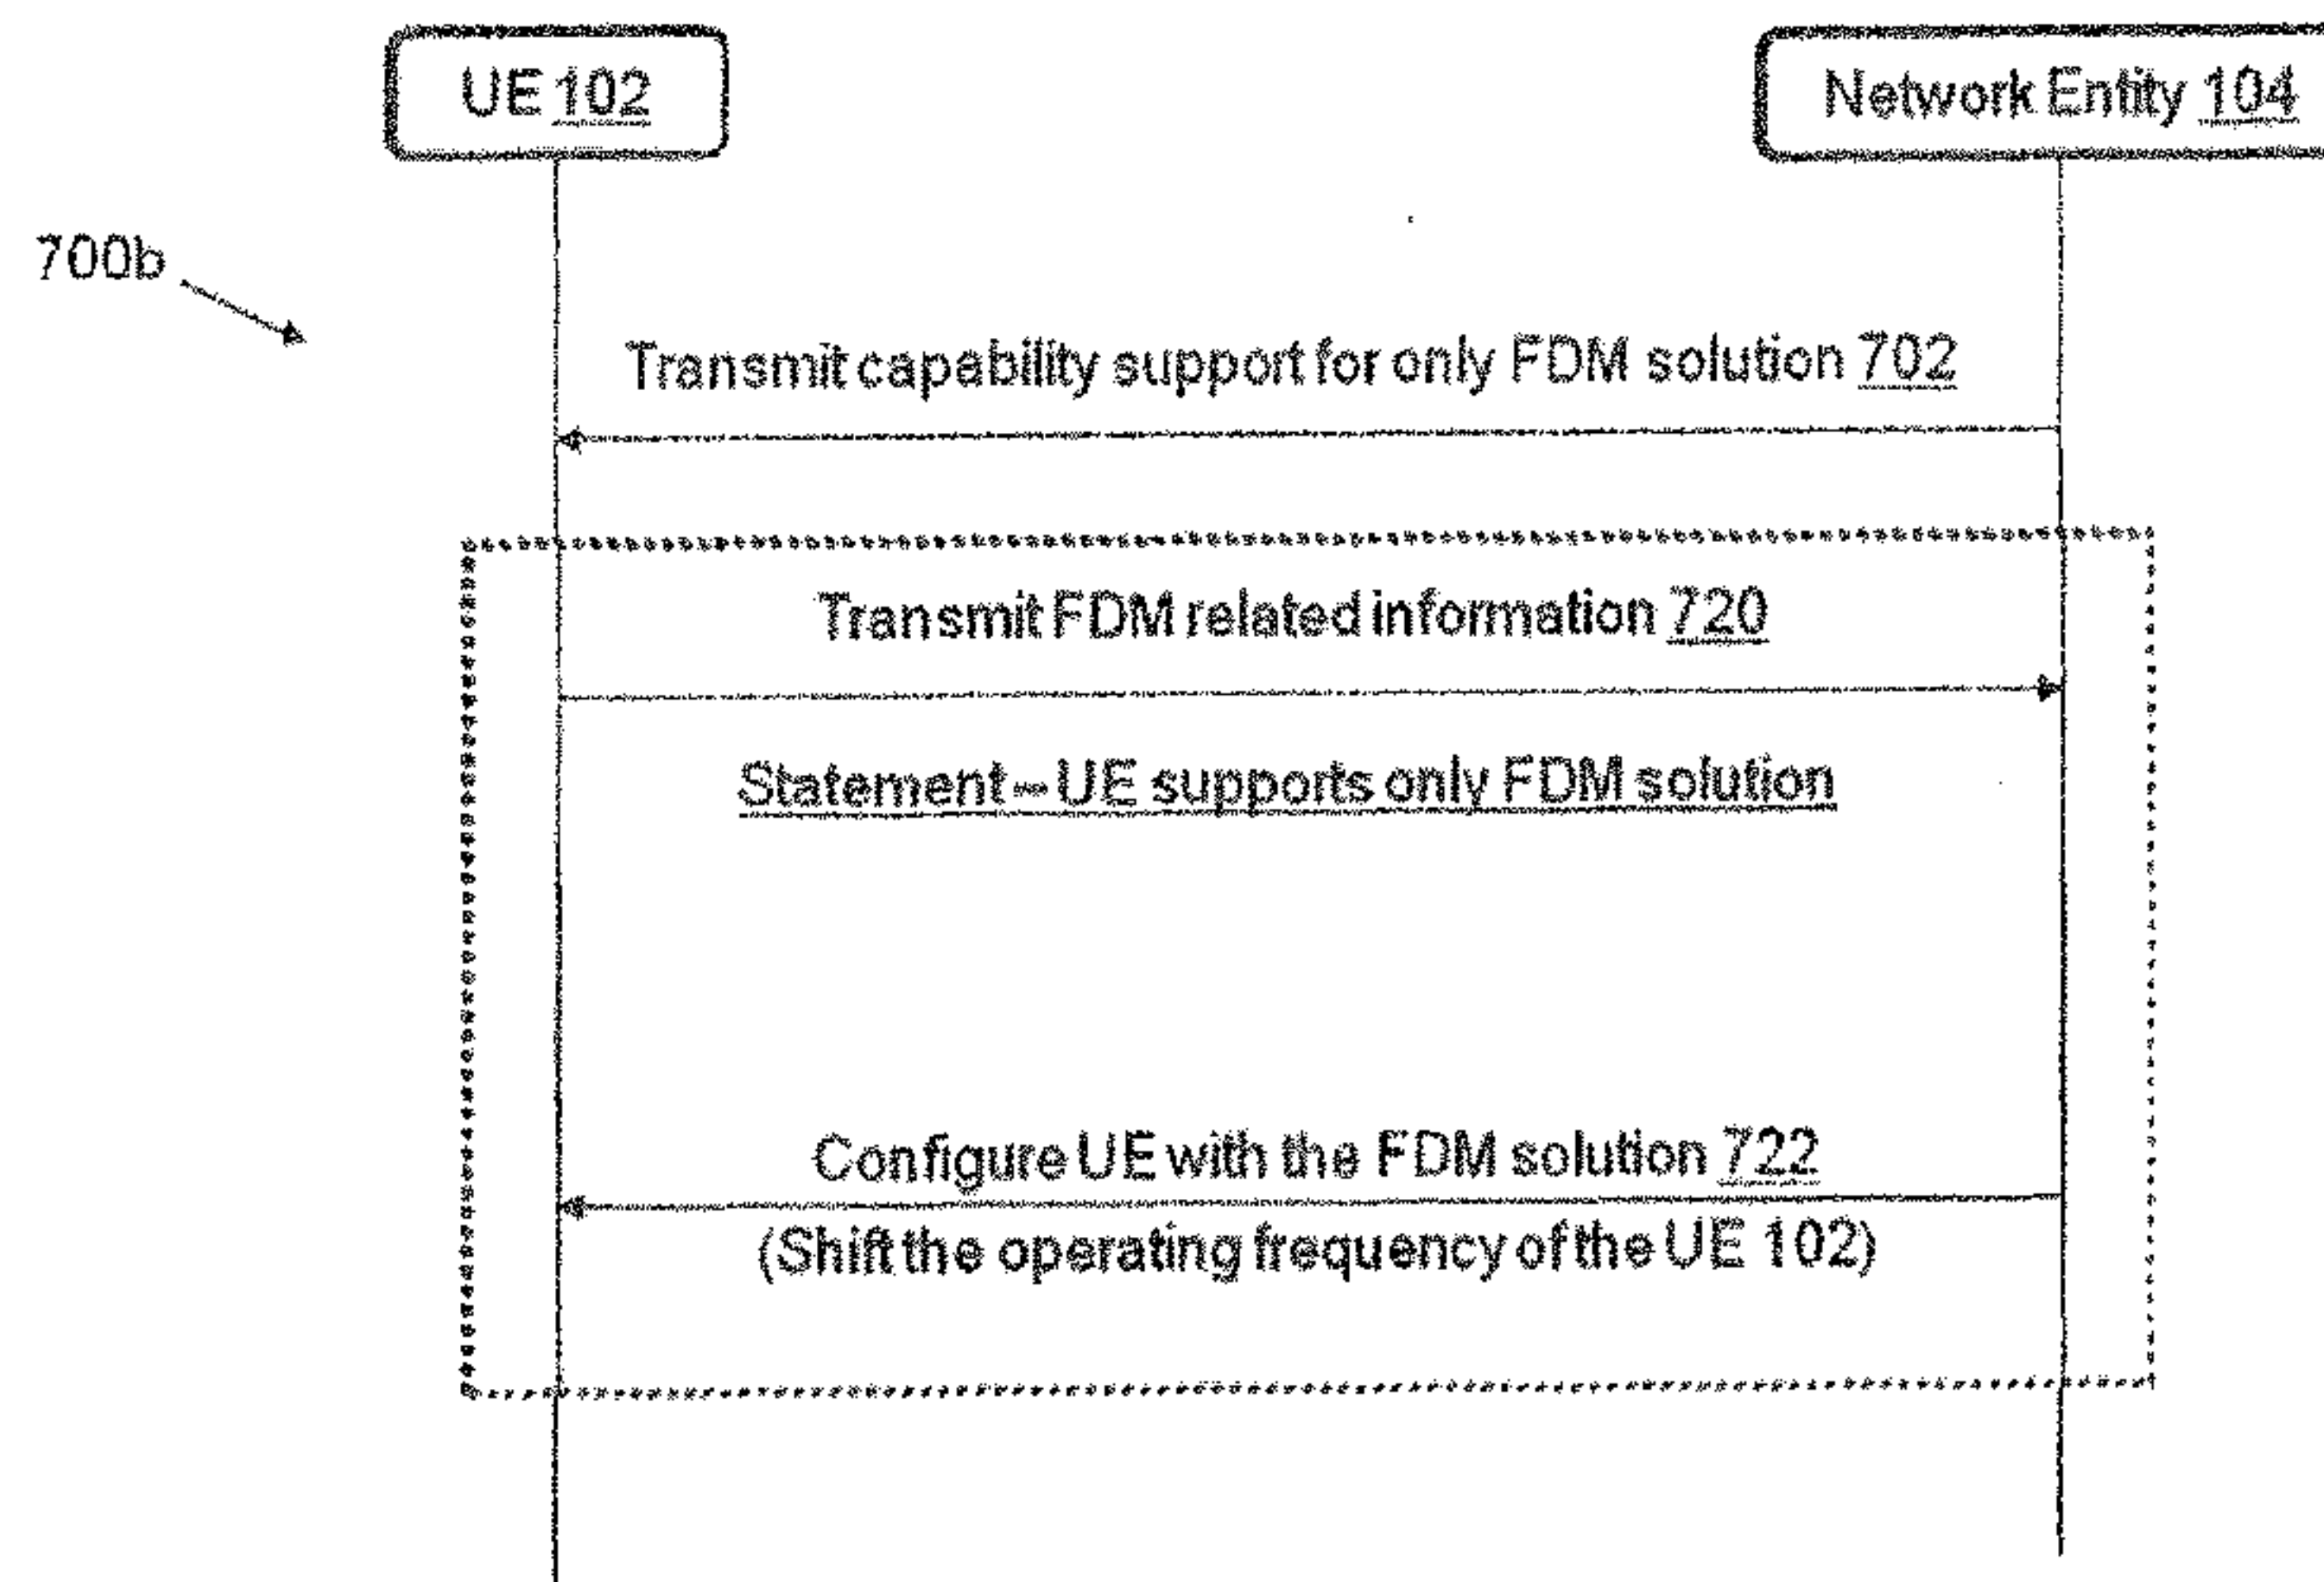 UE 102
Network Entity 104
700b
Transmit capability support for only FDM solution 702
Transmit FDM related information 720
Statement – UE supports only FDM solution
Configure UE with the FDM solution 722
(Shift the operating frequency of the UE 102)